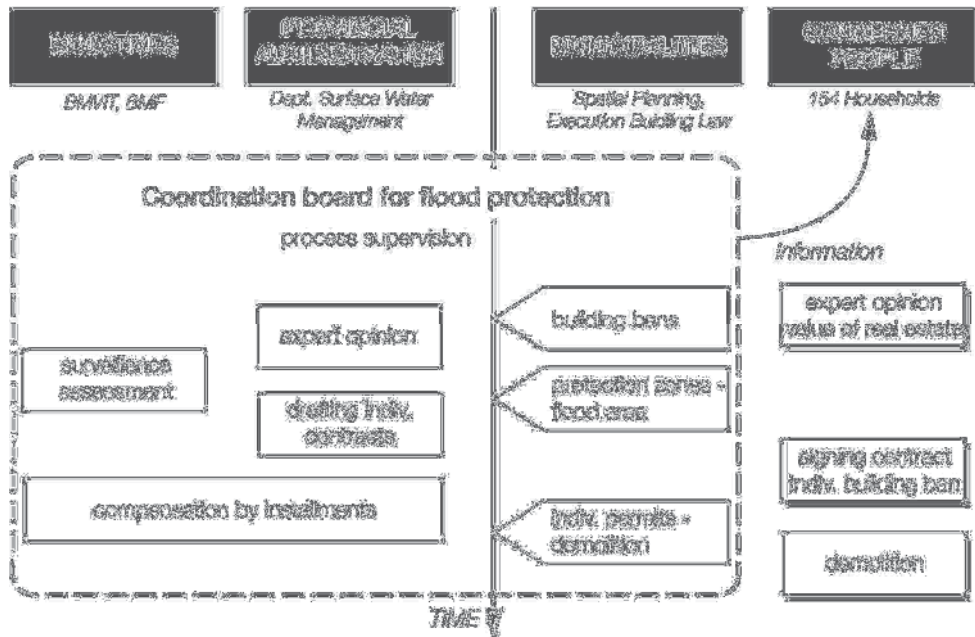 MINISTRIES
PROVINCIAL
ADMINISTRATION
MUNICIPALITIES
CONCERNED
PEOPLE
BMVIT, BMF
Dept. Surface Water
Management
Spatial Planning,
Execution Building Law
154 Households
Coordination board for flood protection
process supervision
Information
expert opinion
building bans
expert opinion
value of real estate
surveillance
assessment
drafting indiv.
contracts
protection zones -
flood area
signing contract
indiv. building ban
compensation by installments
indiv. permits -
demolition
demolition
TIME